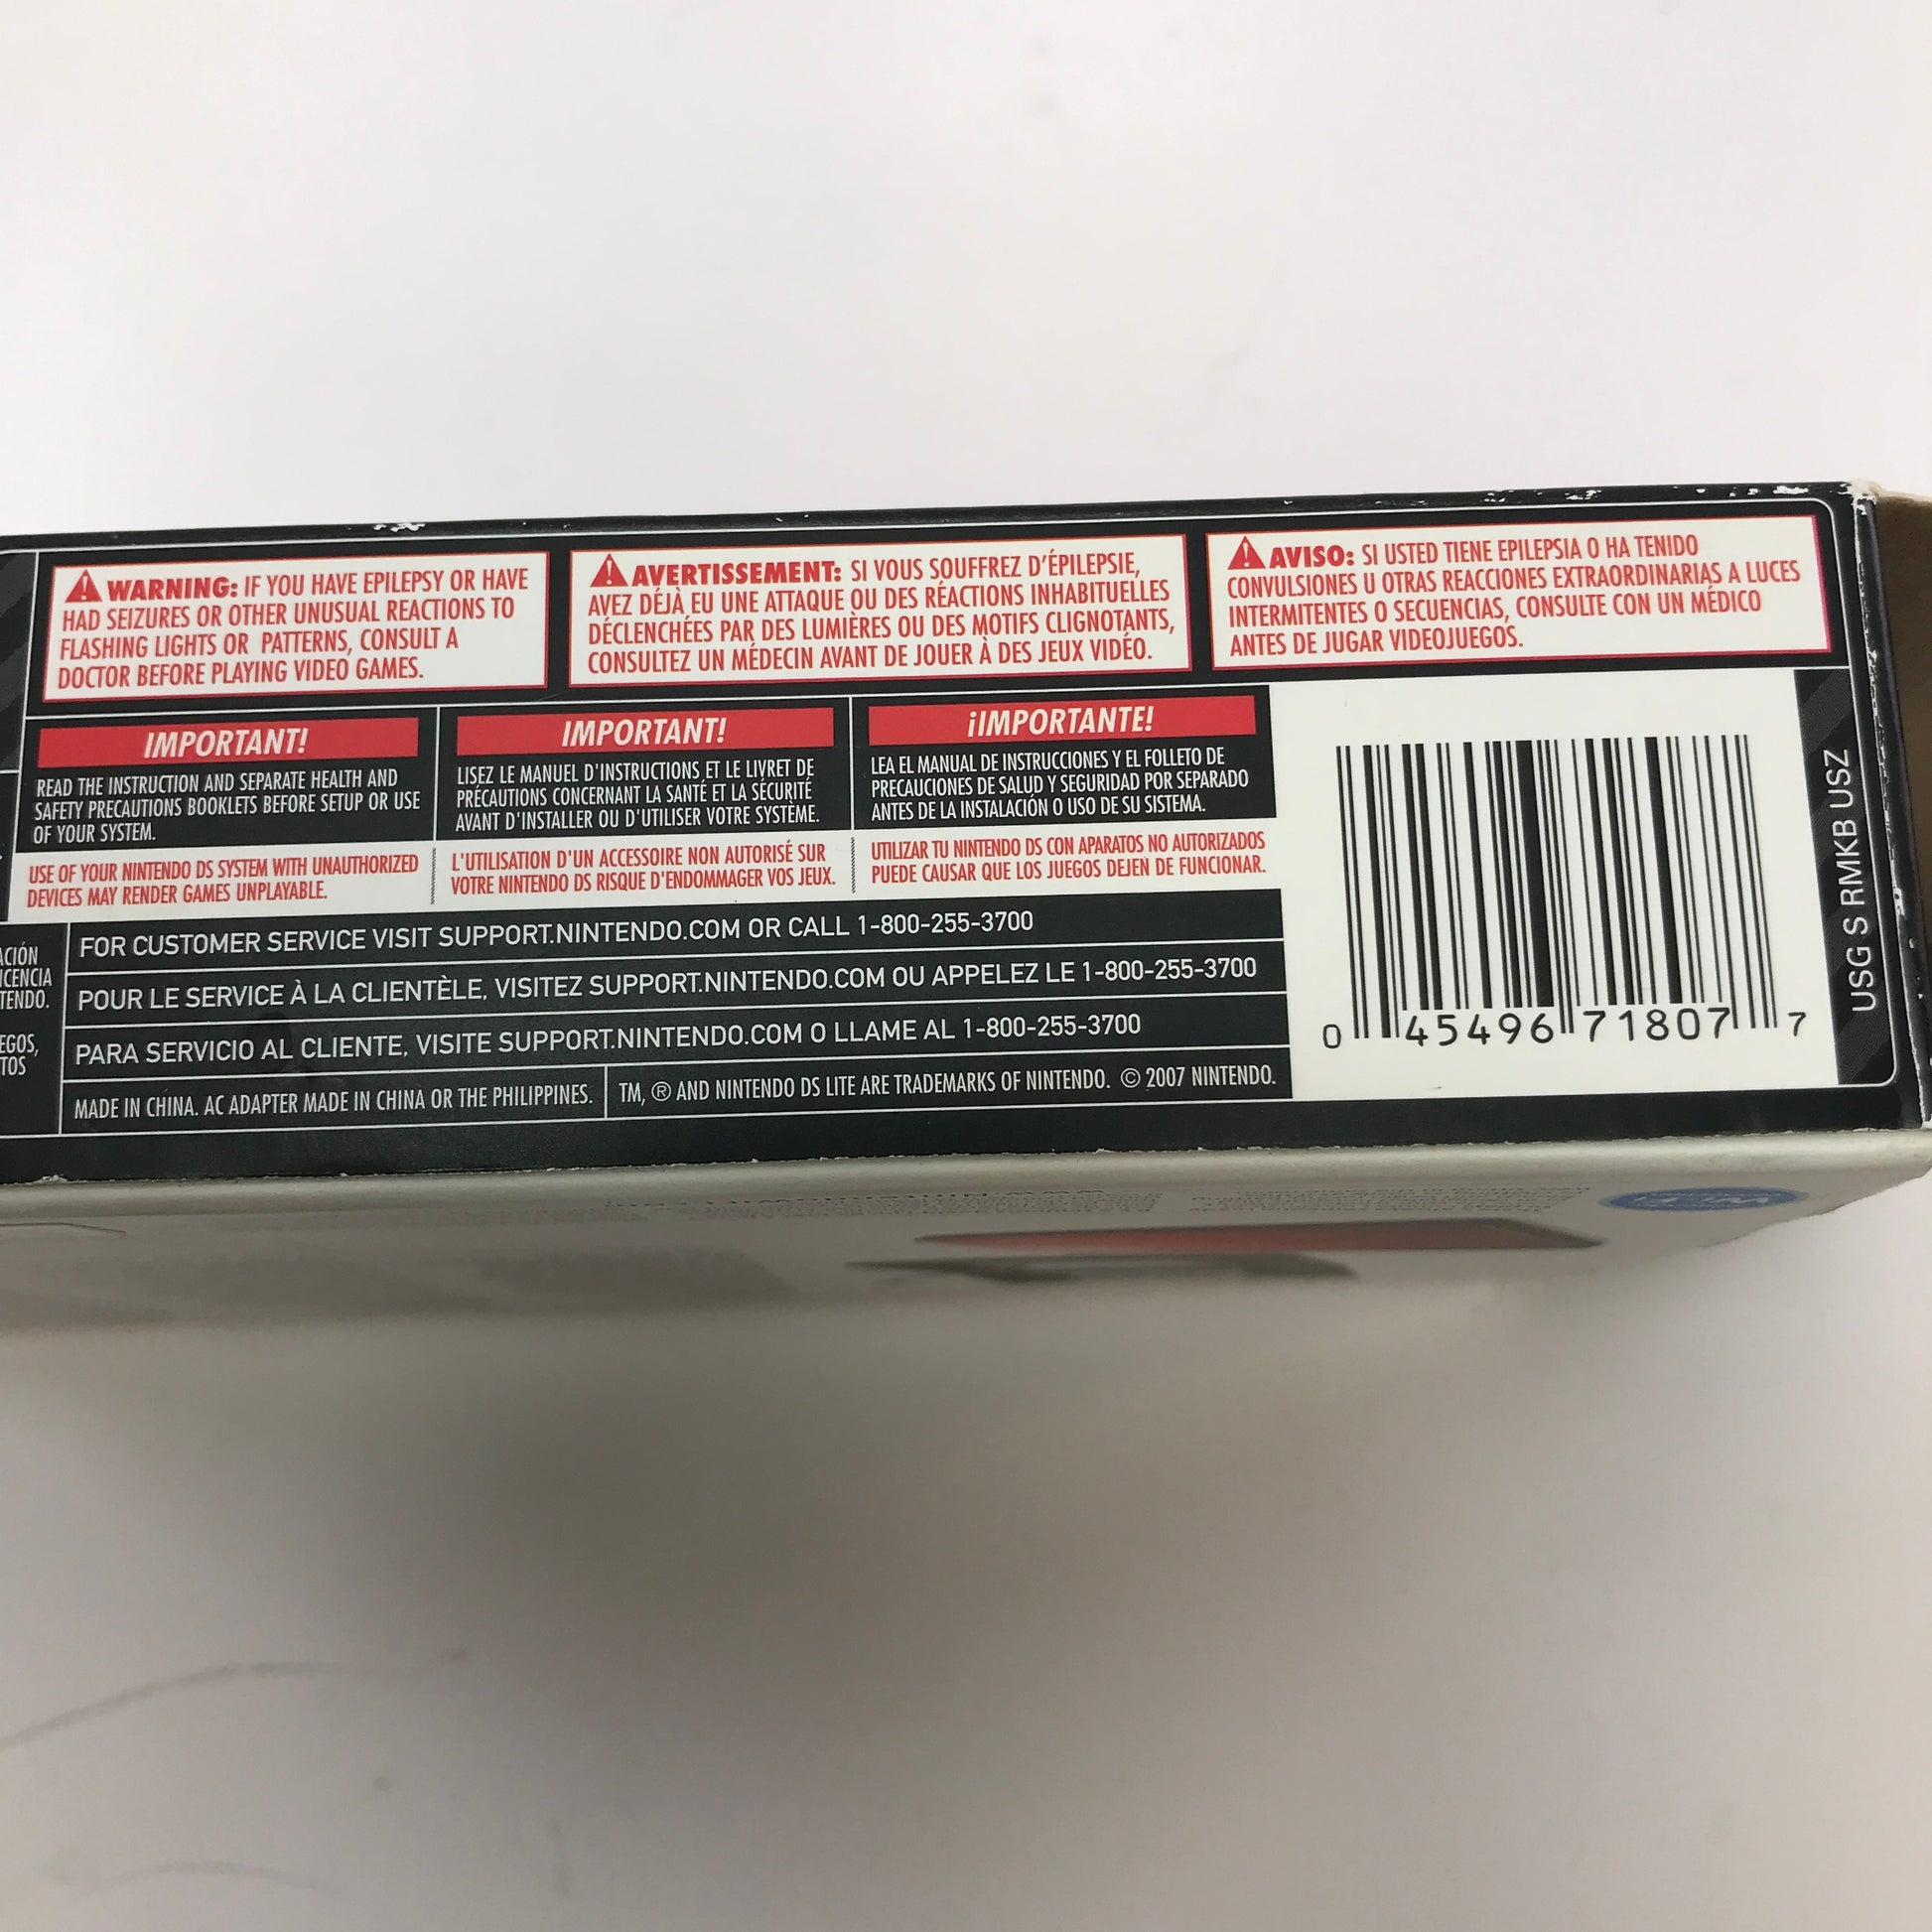 WARNING: IF YOU HAVE EPILEPSY OR HAVE
HAD SEIZURES OR OTHER UNUSUAL REACTIONS TO
FLASHING LIGHTS OR PATTERNS, CONSULT A
DOCTOR BEFORE PLAYING VIDEO GAMES.
AVERTISSEMENT: SI VOUS SOUFFREZ D'ÉPILEPSIE,
AVEZ DÉJÀ EU UNE ATTAQUE OU DES RÉACTIONS INHABITUELLES
DÉCLENCHÉES PAR DES LUMIÈRES OU DES MOTIFS CLIGNOTANTS,
CONSULTEZ UN MÉDECIN AVANT DE JOUER À DES JEUX VIDÉO.
AVISO: SI USTED TIENE EPILEPSIA O HA TENIDO
CONVULSIONES U OTRAS REACCIONES EXTRAORDINARIAS A LUCES
INTERMITENTES O SECUENCIAS, CONSULTE CON UN MÉDICO
ANTES DE JUGAR VIDEOJUEGOS.
IMPORTANT!
READ THE INSTRUCTION AND SEPARATE HEALTH AND
SAFETY PRECAUTIONS BOOKLETS BEFORE SETUP OR USE
OF YOUR SYSTEM.
USE OF YOUR NINTENDO DS SYSTEM WITH UNAUTHORIZED
DEVICES MAY RENDER GAMES UNPLAYABLE.
IMPORTANT!
LISEZ LE MANUEL D'INSTRUCTIONS ET LE LIVRET DE
PRÉCAUTIONS CONCERNANT LA SANTÉ ET LA SÉCURITÉ
AVANT D'INSTALLER OU D'UTILISER VOTRE SYSTÈME.
L'UTILISATION D'UN ACCESSOIRE NON AUTORISÉ SUR
VOTRE NINTENDO DS RISQUE D'ENDOMMAGER VOS JEUX.
¡IMPORTANTE!
LEA EL MANUAL DE INSTRUCCIONES Y EL FOLLETO DE
PRECAUCIONES DE SALUD Y SEGURIDAD POR SEPARADO
ANTES DE LA INSTALACIÓN O USO DE SU SISTEMA.
UTILIZAR TU NINTENDO DS CON APARATOS NO AUTORIZADOS
PUEDE CAUSAR QUE LOS JUEGOS DEJEN DE FUNCIONAR.
ACIÓN
ICENCIA
TENDO.
EGOS,
TOS
FOR CUSTOMER SERVICE VISIT SUPPORT.NINTENDO.COM OR CALL 1-800-255-3700
POUR LE SERVICE À LA CLIENTÈLE, VISITEZ SUPPORT.NINTENDO.COM OU APPELEZ LE 1-800-255-3700
PARA SERVICIO AL CLIENTE, VISITE SUPPORT.NINTENDO.COM O LLAME AL 1-800-255-3700
MADE IN CHINA. AC ADAPTER MADE IN CHINA OR THE PHILIPPINES.
TM, ® AND NINTENDO DS LITE ARE TRADEMARKS OF NINTENDO. © 2007 NINTENDO.
0 45496 71807 7
USG S RMKB USZ